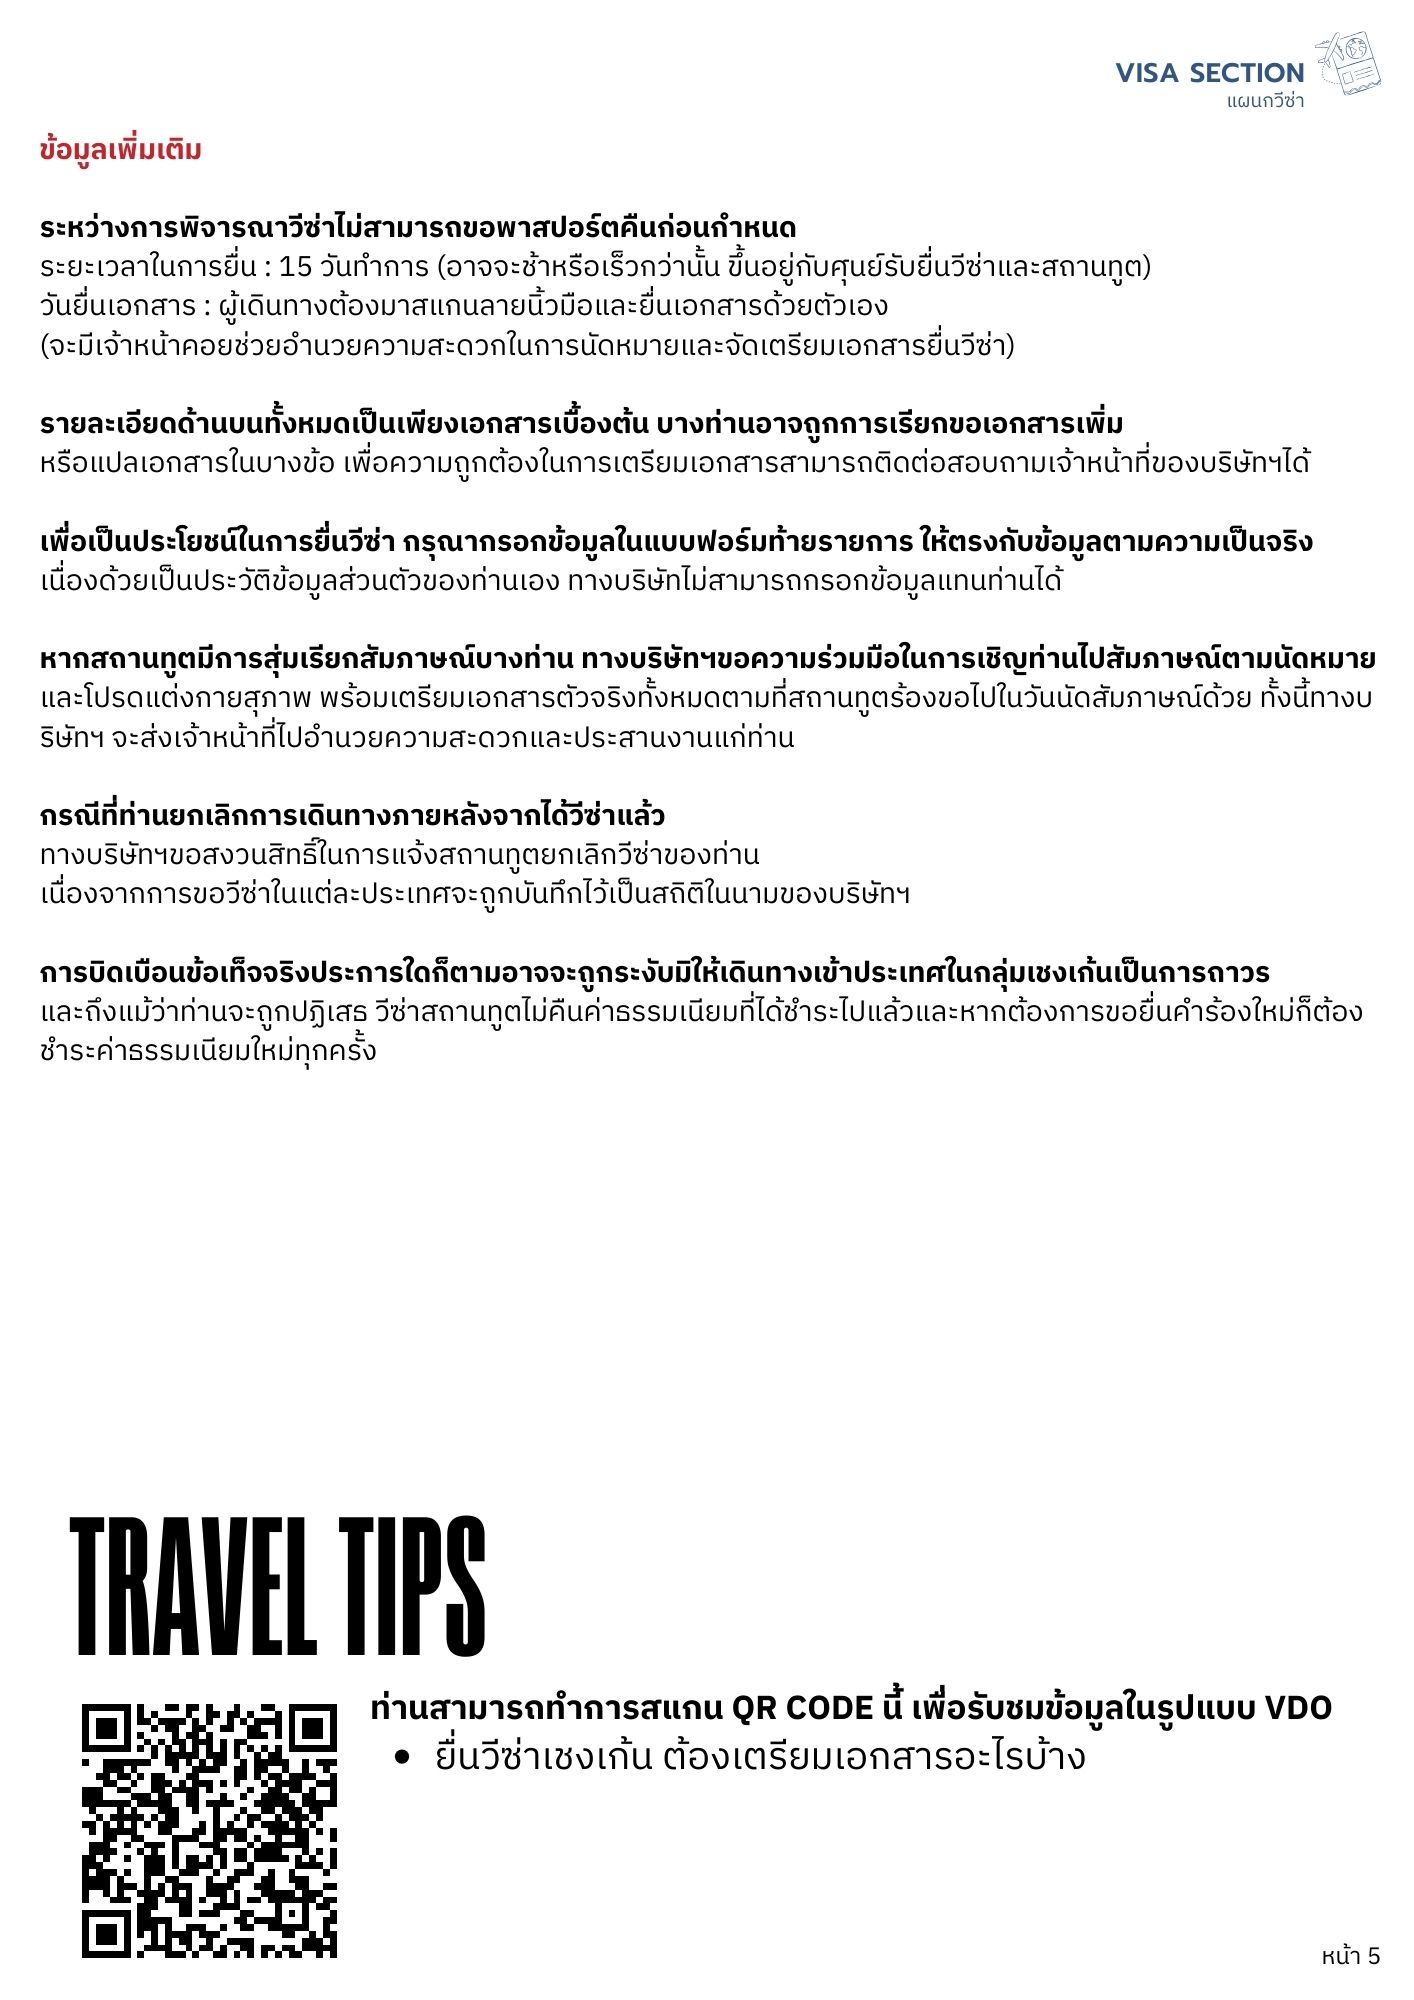 VISA SECTION
แผนกวีซ่า
ข้อมูลเพิ่มเติม
ระหว่างการพิจารณาวีซ่าไม่สามารถขอพาสปอร์ตคืนก่อนกำหนด
ระยะเวลาในการยื่น : 15 วันทำการ (อาจจะช้าหรือเร็วกว่านั้น ขึ้นอยู่กับศุนย์รับยื่นวีซ่าและสถานทูต)
วันยื่นเอกสาร : ผู้เดินทางต้องมาสแกนลายนิ้วมือและยื่นเอกสารด้วยตัวเอง
(จะมีเจ้าหน้าคอยช่วยอำนวยความสะดวกในการนัดหมายและจัดเตรียมเอกสารยื่นวีซ่า)
รายละเอียดด้านบนทั้งหมดเป็นเพียงเอกสารเบื้องต้น บางท่านอาจถูกการเรียกขอเอกสารเพิ่ม
หรือแปลเอกสารในบางข้อ เพื่อความถูกต้องในการเตรียมเอกสารสามารถติดต่อสอบถามเจ้าหน้าที่ของบริษัทฯได้
เพื่อเป็นประโยชน์ในการยื่นวีซ่า กรุณากรอกข้อมูลในแบบฟอร์มท้ายรายการ ให้ตรงกับข้อมูลตามความเป็นจริง
เนื่องด้วยเป็นประวัติข้อมูลส่วนตัวของท่านเอง ทางบริษัทไม่สามารถกรอกข้อมูลแทนท่านได้
หากสถานทูตมีการสุ่มเรียกสัมภาษณ์บางท่าน ทางบริษัทฯขอความร่วมมือในการเชิญท่านไปสัมภาษณ์ตามนัดหมาย
และโปรดแต่งกายสุภาพ พร้อมเตรียมเอกสารตัวจริงทั้งหมดตามที่สถานทูตร้องขอไปในวันนัดสัมภาษณ์ด้วย ทั้งนี้ทางบ
ริษัทฯ จะส่งเจ้าหน้าที่ไปอำนวยความสะดวกและประสานงานแก่ท่าน
กรณีที่ท่านยกเลิกการเดินทางภายหลังจากได้วีซ่าแล้ว
ทางบริษัทฯขอสงวนสิทธิ์ในการแจ้งสถานทูตยกเลิกวีซ่าของท่าน
เนื่องจากการขอวีซ่าในแต่ละประเทศจะถูกบันทึกไว้เป็นสถิติในนามของบริษัทฯ
การบิดเบือนข้อเท็จจริงประการใดก็ตามอาจจะถูกระงับมิให้เดินทางเข้าประเทศในกลุ่มเชงเก้นเป็นการถาวร
และถึงแม้ว่าท่านจะถูกปฏิเสธ วีซ่าสถานทูตไม่คืนค่าธรรมเนียมที่ได้ชำระไปแล้วและหากต้องการขอยื่นคำร้องใหม่ก็ต้อง
ชำระค่าธรรมเนียมใหม่ทุกครั้ง
TRAVEL TIPS
ท่านสามารถทำการสแกน QR CODE นี้ เพื่อรับชมข้อมูลในรูปแบบ VDO
• ยื่นวีซ่าเชงเก้น ต้องเตรียมเอกสารอะไรบ้าง
หน้า 5